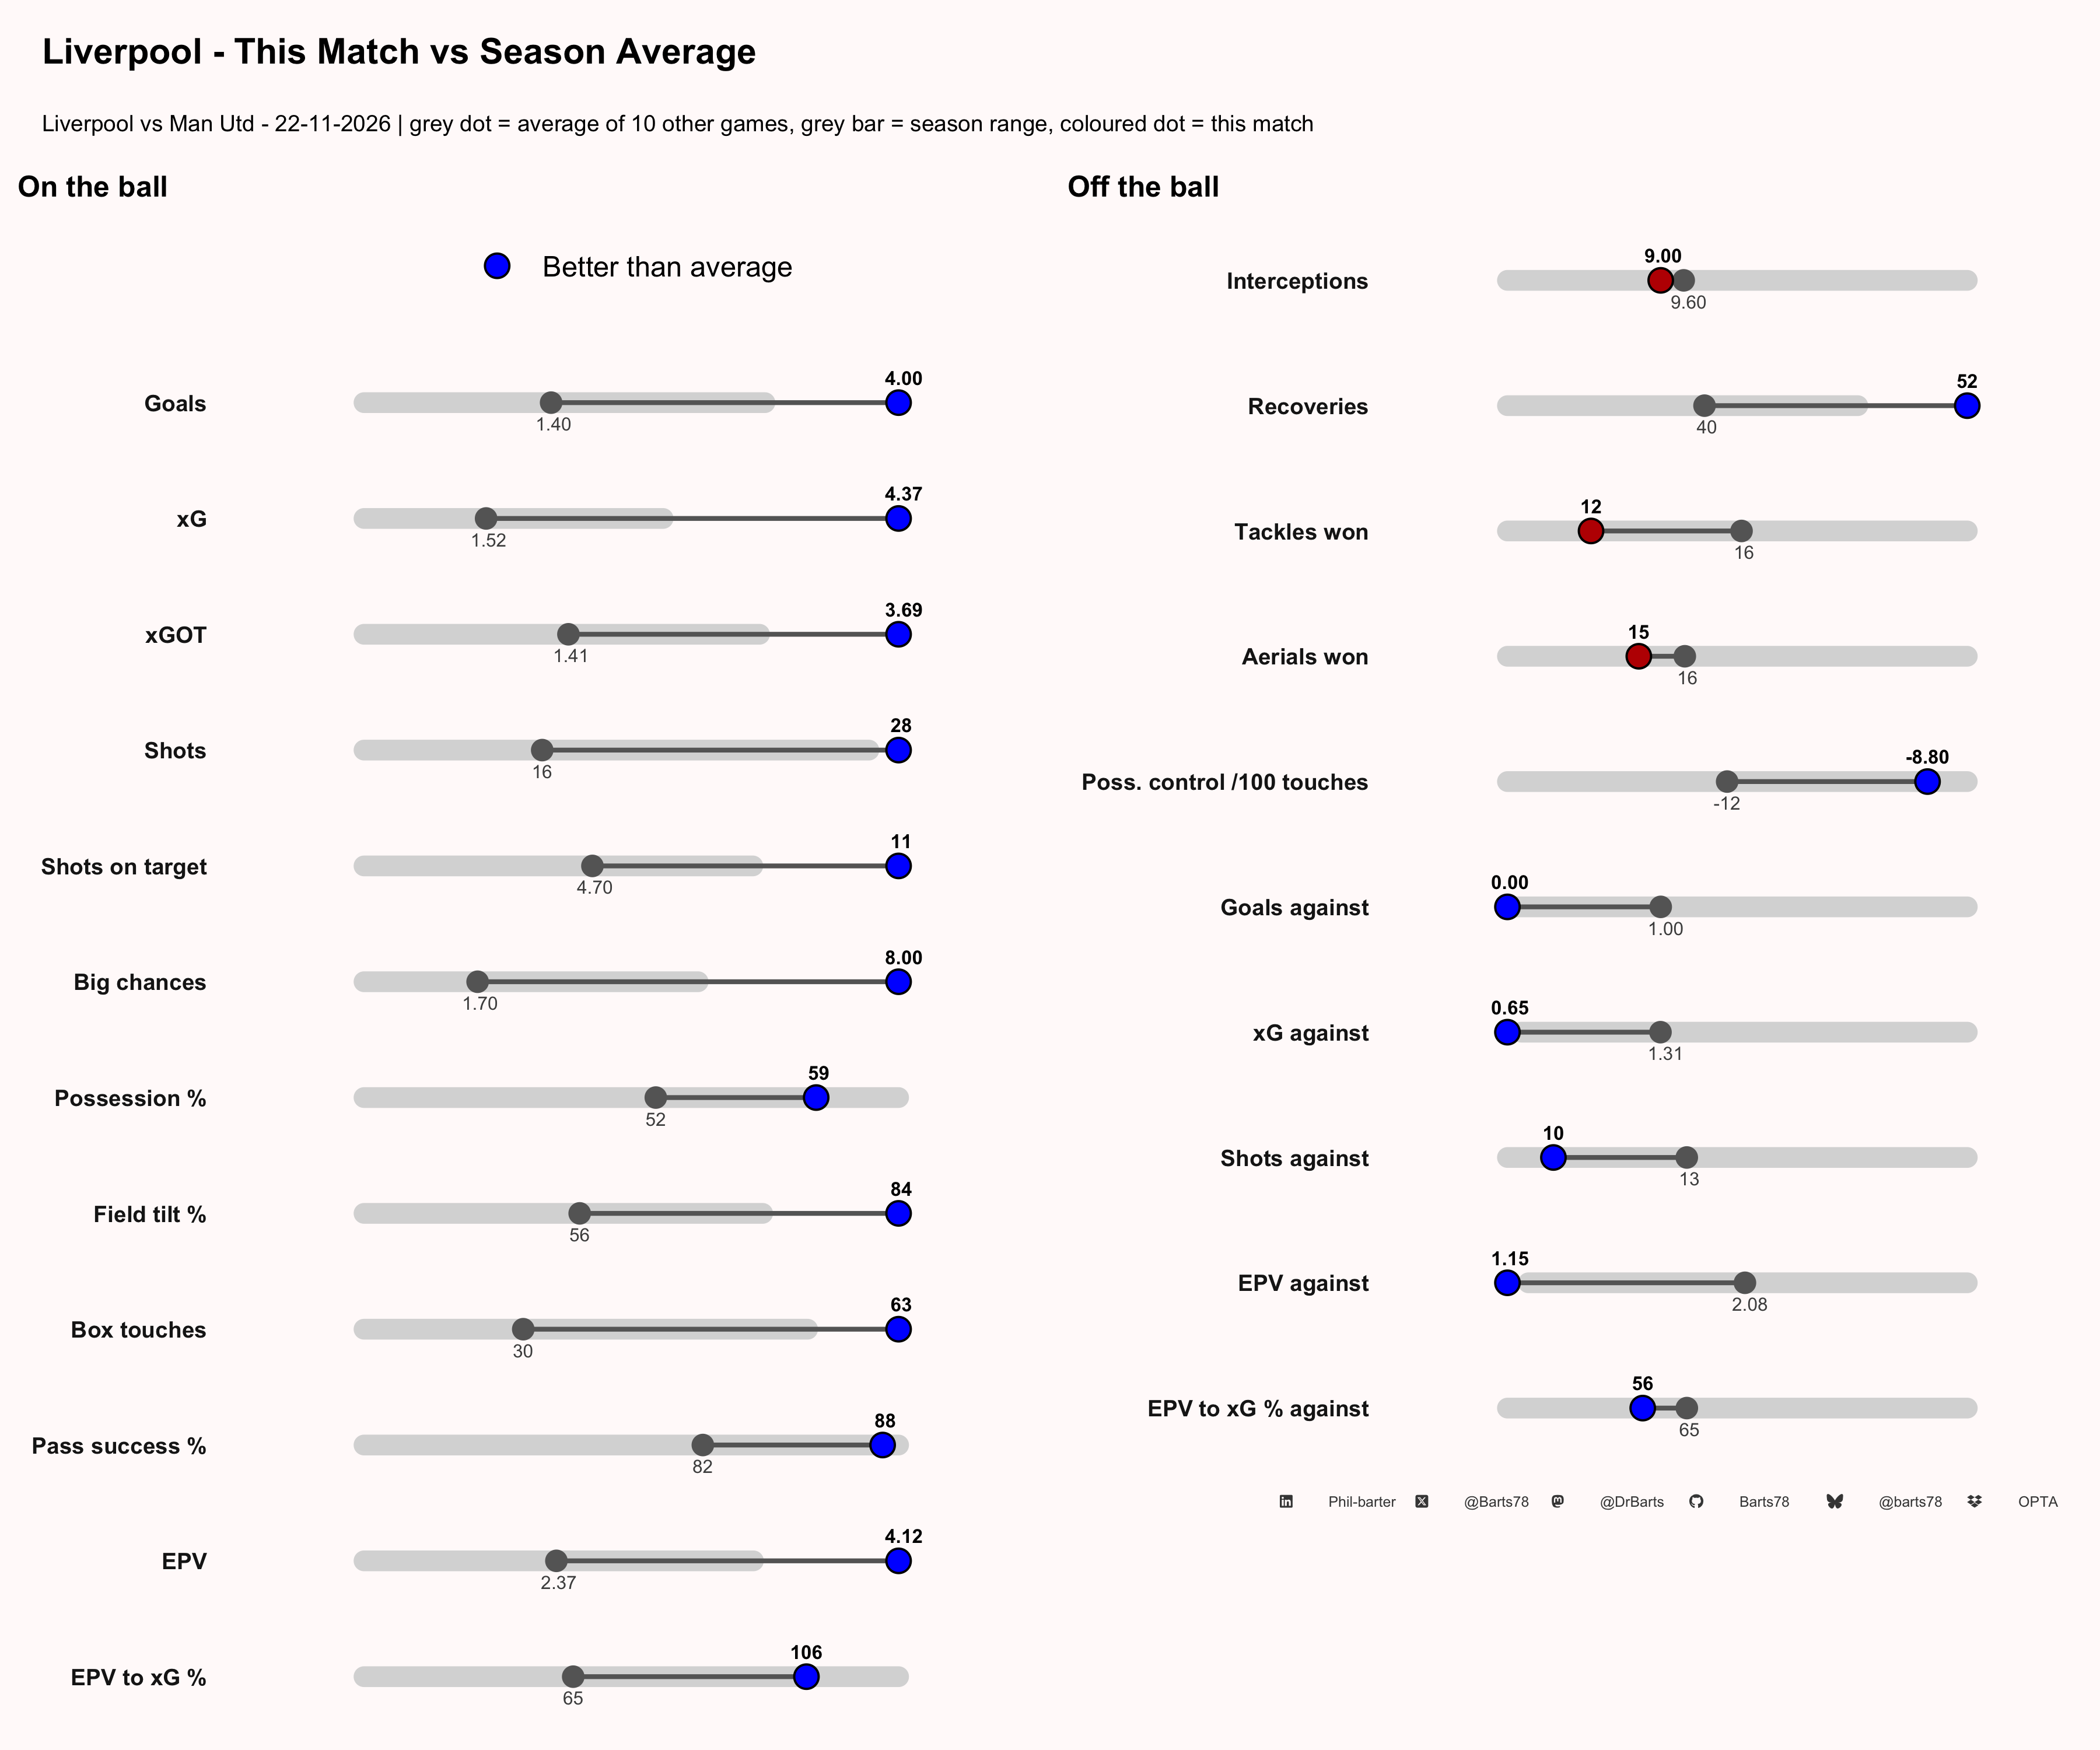 Liverpool - This Match vs Season Average
Liverpool vs Man Utd - 22-11-2026 | grey dot = average of 10 other games, grey bar = season range, coloured dot = this match
On the ball
Better than average
Goals
4.00
1.40
xG
4.37
1.52
xGOT
3.69
1.41
Shots
28
16
Shots on target
11
4.70
Big chances
8.00
1.70
Possession %
59
52
Field tilt %
84
56
Box touches
63
30
Pass success %
88
82
EPV
4.12
2.37
EPV to xG %
106
65
Off the ball
Interceptions
9.00
9.60
Recoveries
52
40
Tackles won
12
16
Aerials won
15
16
Poss. control /100 touches
-8.80
-12
Goals against
0.00
1.00
xG against
0.65
1.31
Shots against
10
13
EPV against
1.15
2.08
EPV to xG % against
56
65
Phil-barter @Barts78 @DrBarts Barts78 @barts78 OPTA